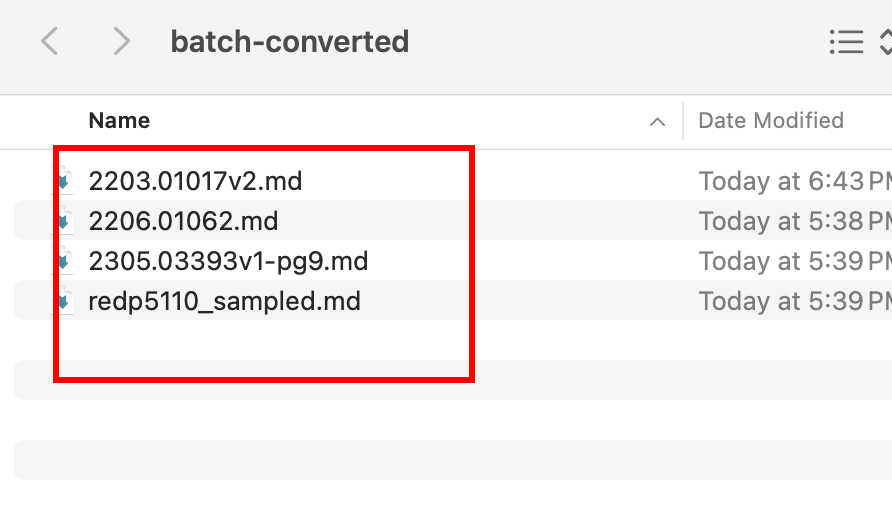 batch-converted
Name Date Modified
2203.01017v2.md Today at 6:43 PM
2206.01062.md Today at 5:38 PM
2305.03393v1-pg9.md Today at 5:39 PM
redp5110_sampled.md Today at 5:39 PM